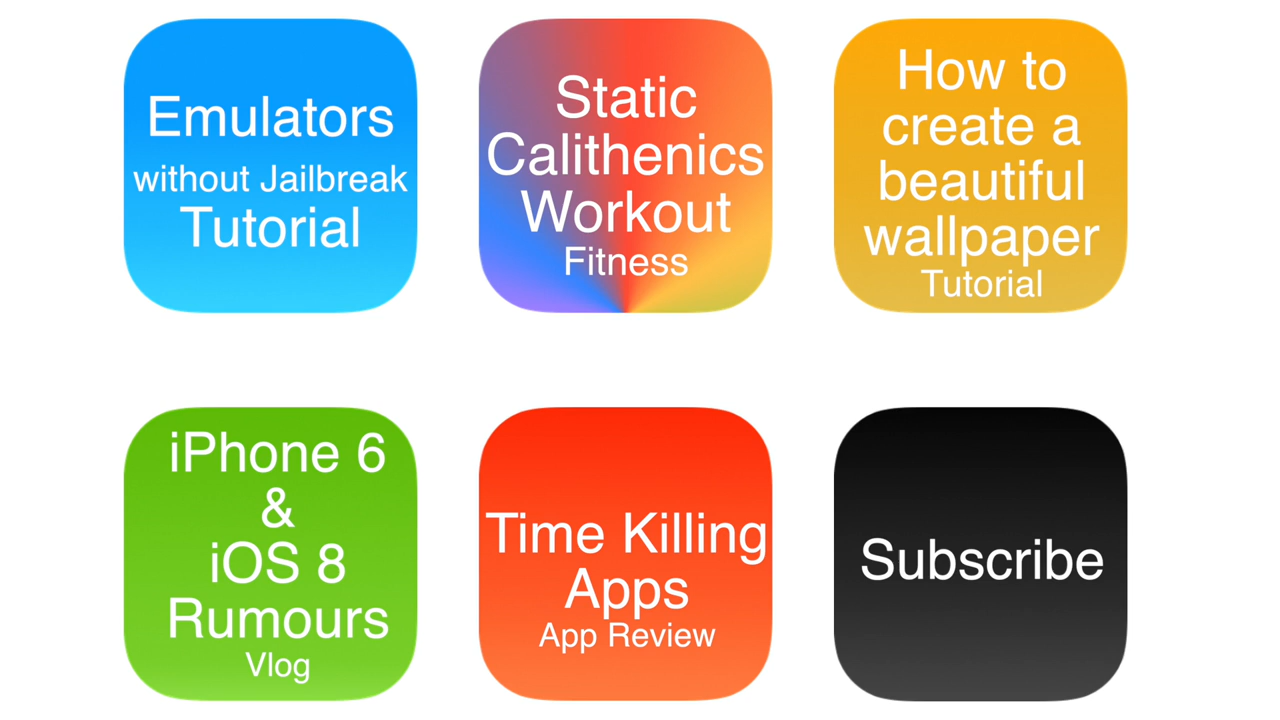 Emulators
without Jailbreak
Tutorial
Static
Calithenics
Workout
Fitness
How to
create a
beautiful
wallpaper
Tutorial
iPhone 6
&
iOS 8
Rumours
Vlog
Time Killing
Apps
App Review
Subscribe